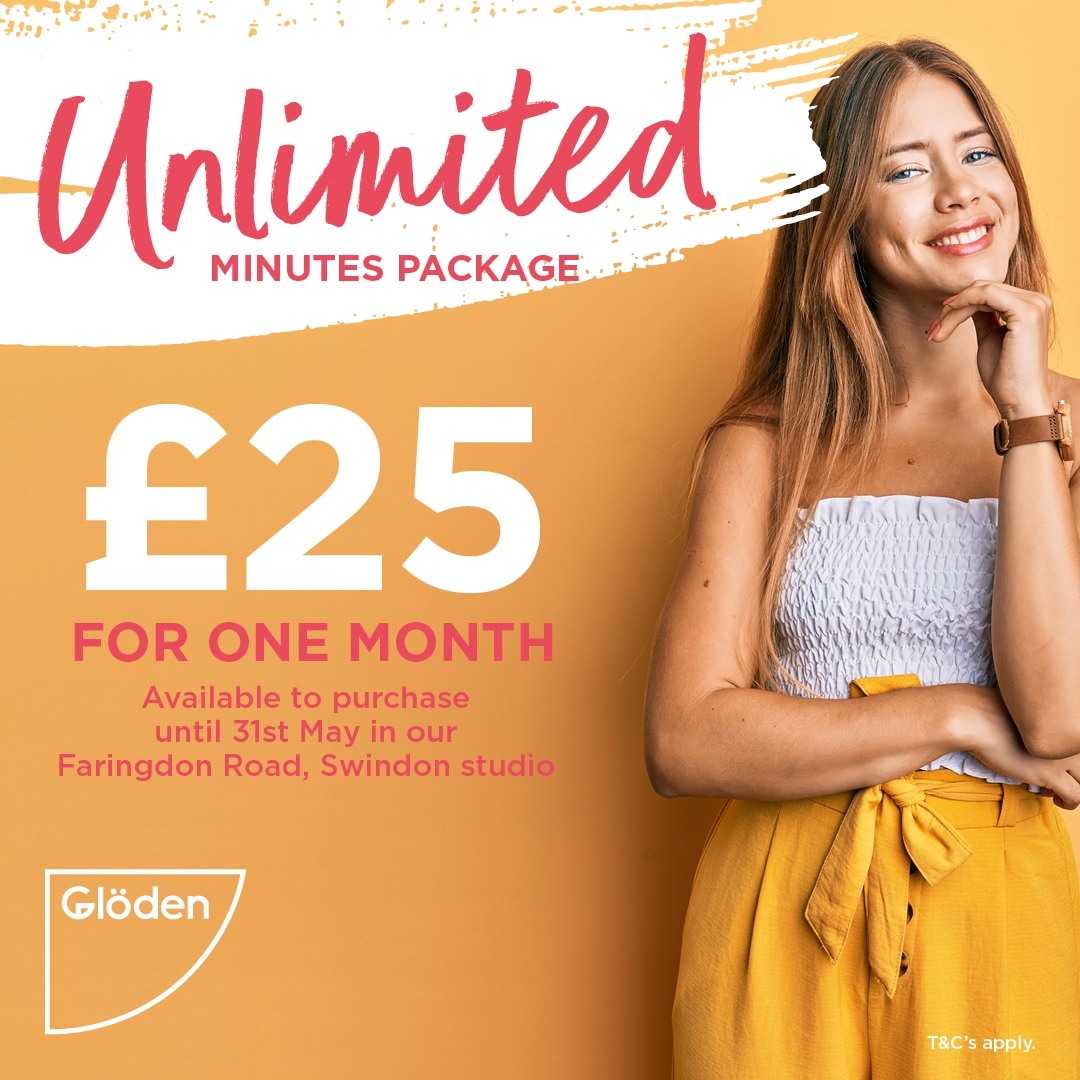 Unlimited
MINUTES PACKAGE
£25
FOR ONE MONTH
Available to purchase
until 31st May in our
Faringdon Road, Swindon studio
Glöden
T&C's apply.